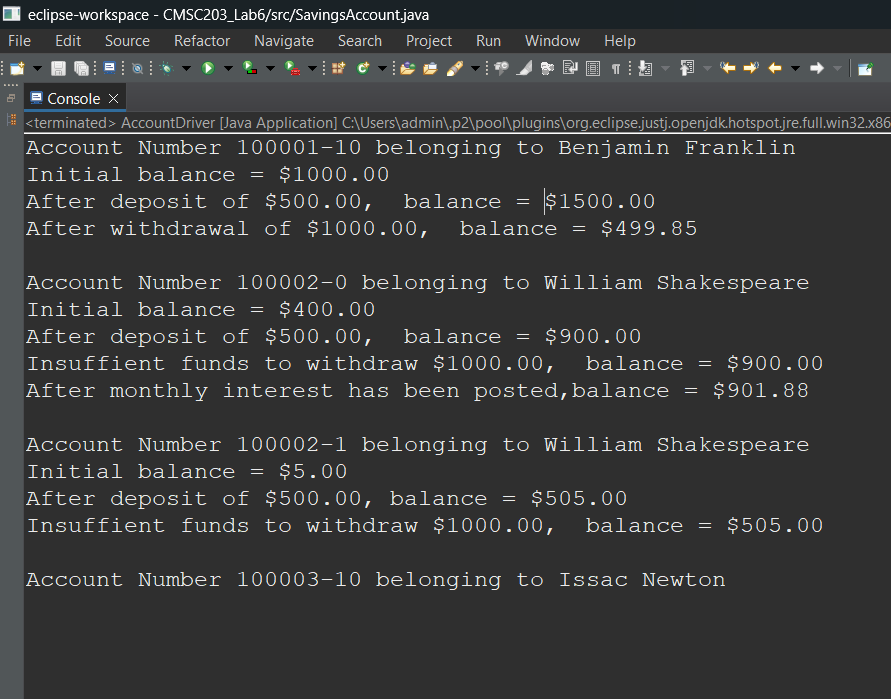 eclipse-workspace - CMSC203_Lab6/src/SavingsAccount.java
File Edit Source Refactor Navigate Search Project Run Window Help
Console
<terminated> AccountDriver [Java Application] C:\Users\admin\.p2\pool\plugins\org.eclipse.justj.openjdk.hotspot.jre.full.win32.x86
Account Number 100001-10 belonging to Benjamin Franklin
Initial balance = $1000.00
After deposit of $500.00,  balance = $1500.00
After withdrawal of $1000.00,  balance = $499.85
Account Number 100002-0 belonging to William Shakespeare
Initial balance = $400.00
After deposit of $500.00,  balance = $900.00
Insufficient funds to withdraw $1000.00,  balance = $900.00
After monthly interest has been posted,balance = $901.88
Account Number 100002-1 belonging to William Shakespeare
Initial balance = $5.00
After deposit of $500.00, balance = $505.00
Insufficient funds to withdraw $1000.00,  balance = $505.00
Account Number 100003-10 belonging to Issac Newton